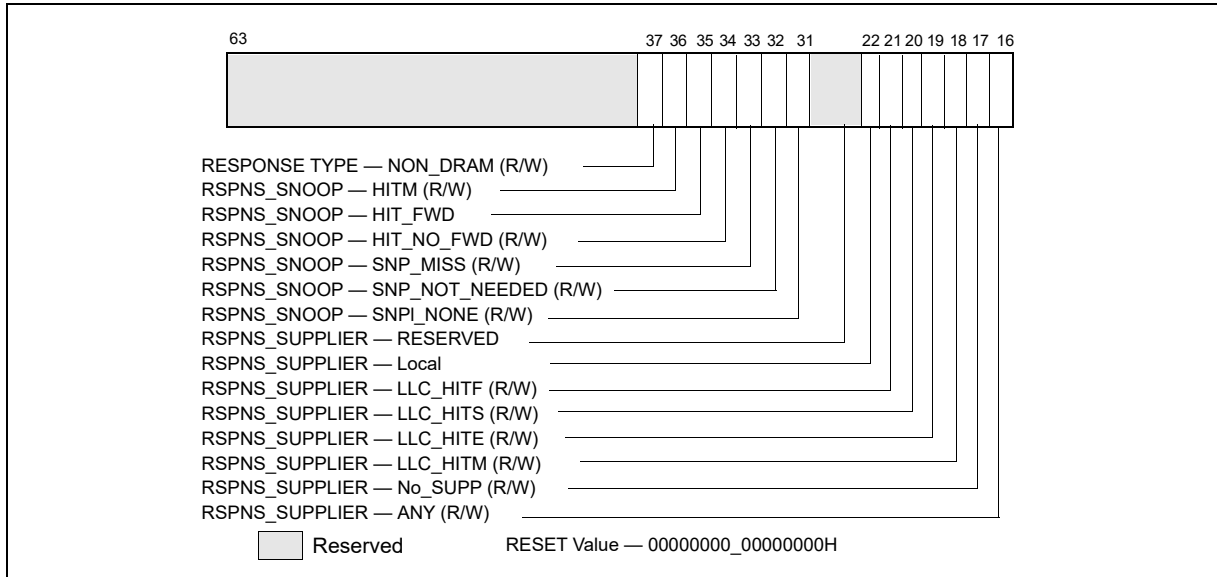 63 37 36 35 34 33 32 31 22 21 20 19 18 17 16
RESPONSE TYPE — NON_DRAM (R/W)
RSPNS_SNOOP — HITM (R/W)
RSPNS_SNOOP — HIT_FWD
RSPNS_SNOOP — HIT_NO_FWD (R/W)
RSPNS_SNOOP — SNP_MISS (R/W)
RSPNS_SNOOP — SNP_NOT_NEEDED (R/W)
RSPNS_SNOOP — SNPI_NONE (R/W)
RSPNS_SUPPLIER — RESERVED
RSPNS_SUPPLIER — Local
RSPNS_SUPPLIER — LLC_HITF (R/W)
RSPNS_SUPPLIER — LLC_HITS (R/W)
RSPNS_SUPPLIER — LLC_HITE (R/W)
RSPNS_SUPPLIER — LLC_HITM (R/W)
RSPNS_SUPPLIER — No_SUPP (R/W)
RSPNS_SUPPLIER — ANY (R/W)
Reserved RESET Value — 00000000_00000000H